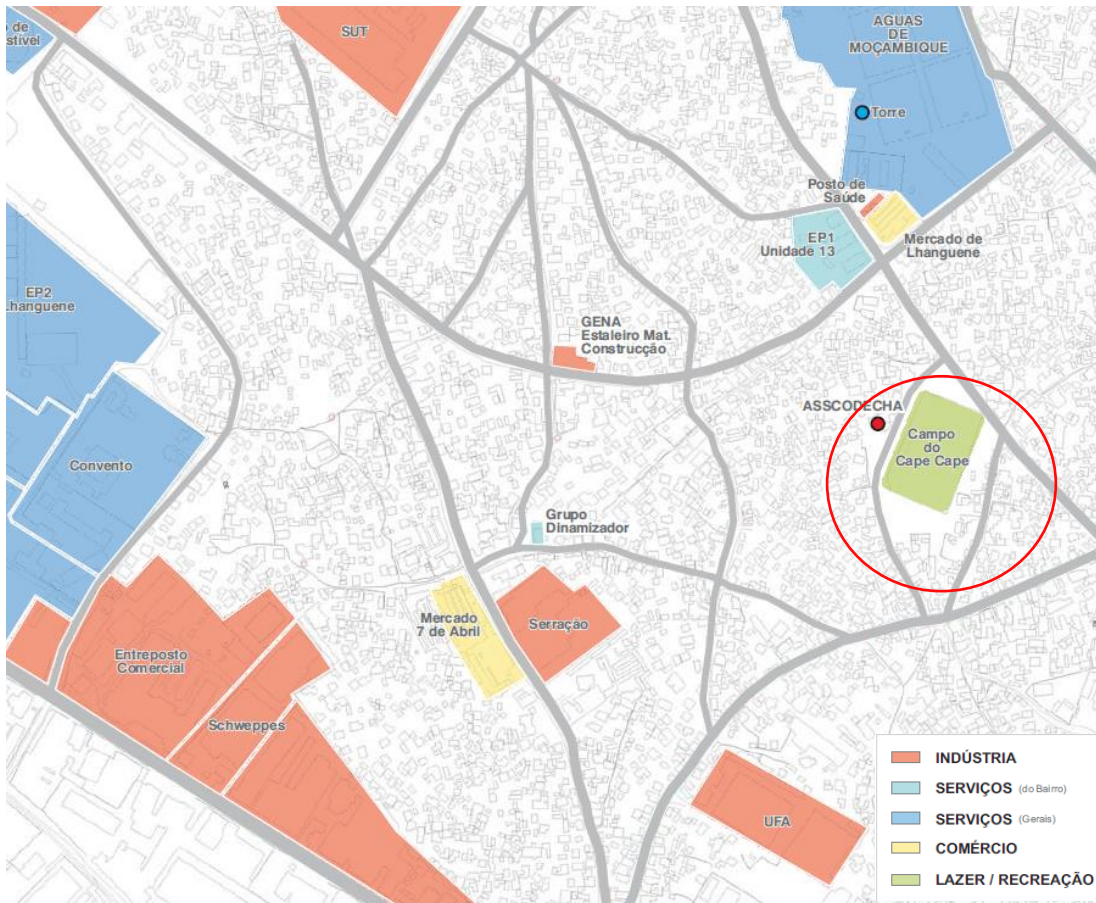 SUT
AGUAS
DE
MOÇAMBIQUE
Torre
Posto de
Saúde
EP1
Unidade 13
Mercado de
Lhanguene
EP2
Lhanguene
GENA
Estaleiro Mat.
Construcção
ASSCODECHA
Campo
do
Cape Cape
Convento
Grupo
Dinamizador
Mercado
7 de Abril
Serração
Entreposto
Comercial
Schweppes
UFA
INDÚSTRIA
SERVIÇOS (do Bairro)
SERVIÇOS (Gerais)
COMÉRCIO
LAZER / RECREAÇÃO